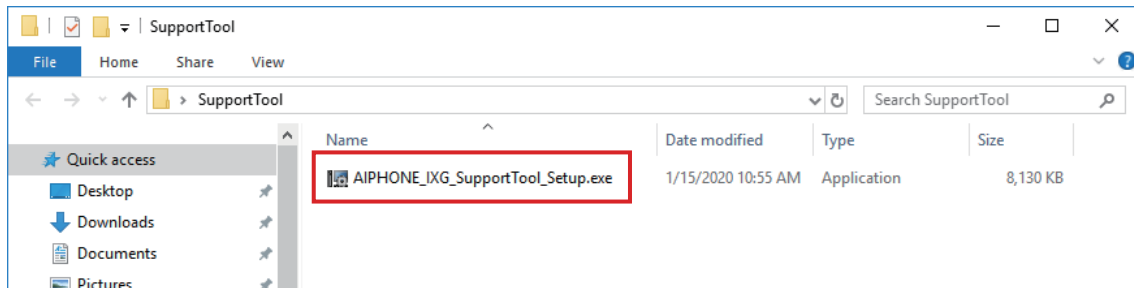 SupportTool
File Home Share View
SupportTool
Search SupportTool
Name Date modified Type Size
Quick access
AIPHONE_IXG_SupportTool_Setup.exe 1/15/2020 10:55 AM Application 8,130 KB
Desktop
Downloads
Documents
Pictures